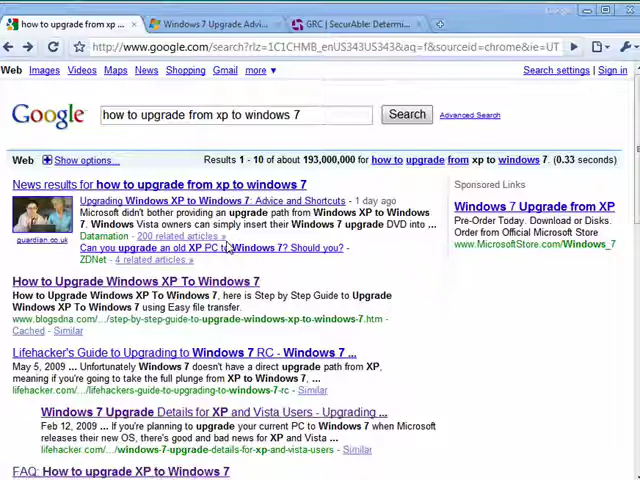 how to upgrade from xp to
Windows 7 Upgrade Advi...
GRC | SecurAble: Determi...
http://www.google.com/search?rlz=1C1CHMB_enUS343US343&aq=f&sourceid=chrome&ie=UT
Web Images Videos Maps News Shopping Gmail more ▼ Search settings | Sign in
Google how to upgrade from xp to windows 7 Search Advanced Search
Web Show options... Results 1 - 10 of about 193,000,000 for how to upgrade from xp to windows 7. (0.33 seconds)
News results for how to upgrade from xp to windows 7
Sponsored Links
Upgrading Windows XP to Windows 7: Advice and Shortcuts - 1 day ago
Microsoft didn't bother providing an upgrade path from Windows XP to Windows
7. Windows Vista owners can simply insert their Windows 7 upgrade DVD into ...
Datamation - 200 related articles »
guardian.co.uk
Can you upgrade an old XP PC to Windows 7? Should you? -
ZDNet - 4 related articles »
Windows 7 Upgrade from XP
Pre-Order Today. Download or Disks.
Order from Official Microsoft Store
www.MicrosoftStore.com/Windows_7
How to Upgrade Windows XP To Windows 7
How to Upgrade Windows XP To Windows 7, here is Step by Step Guide to Upgrade
Windows XP To Windows 7 using Easy file transfer.
www.blogsdna.com/.../step-by-step-guide-to-upgrade-windows-xp-to-windows-7.htm -
Cached - Similar
Lifehacker's Guide to Upgrading to Windows 7 RC - Windows 7 ...
May 5, 2009 ... Unfortunately Windows 7 doesn't have a direct upgrade path from XP,
meaning if you're going to take the full plunge from XP to Windows 7, ...
lifehacker.com/.../lifehackers-guide-to-upgrading-to-windows-7-rc - Similar
Windows 7 Upgrade Details for XP and Vista Users - Upgrading ...
Feb 12, 2009 ... If you're planning to upgrade your current PC to Windows 7 when Microsoft
releases their new OS, there's good and bad news for XP and Vista ...
lifehacker.com/.../windows-7-upgrade-details-for-xp-and-vista-users - Similar
FAQ: How to upgrade XP to Windows 7